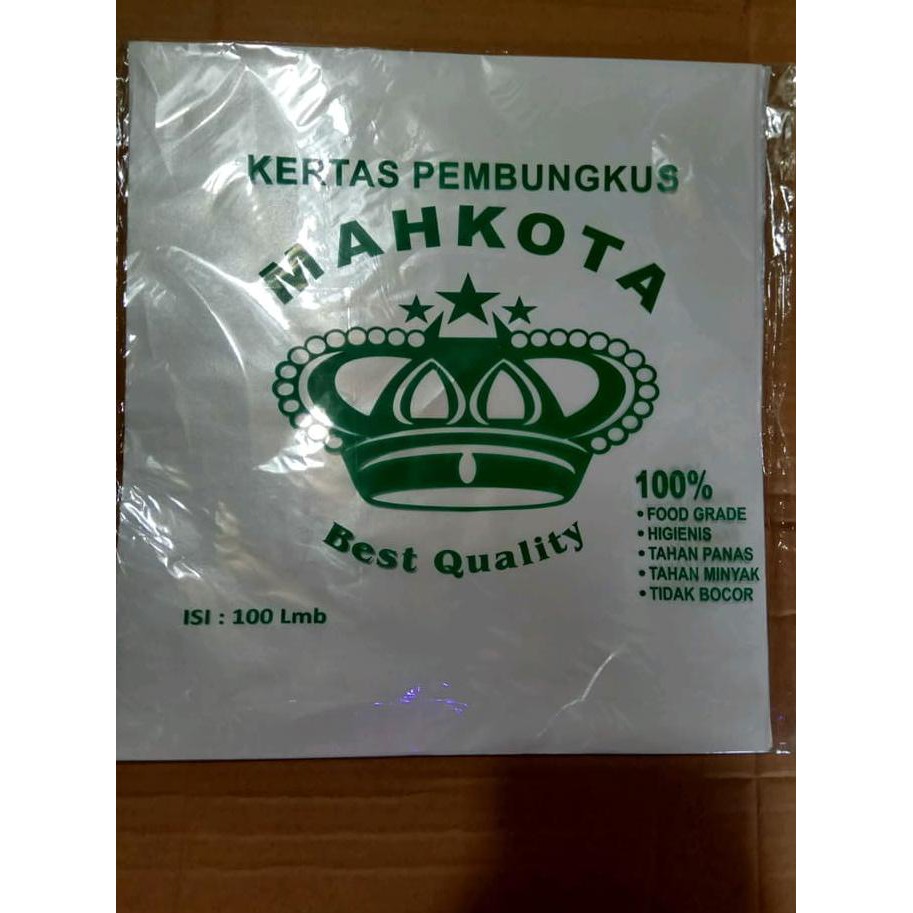 KERTAS PEMBUNGKUS
MAHKOTA
Best Quality
100%
• FOOD GRADE
• HIGIENIS
• TAHAN PANAS
• TAHAN MINYAK
• TIDAK BOCOR
ISI : 100 Lmb